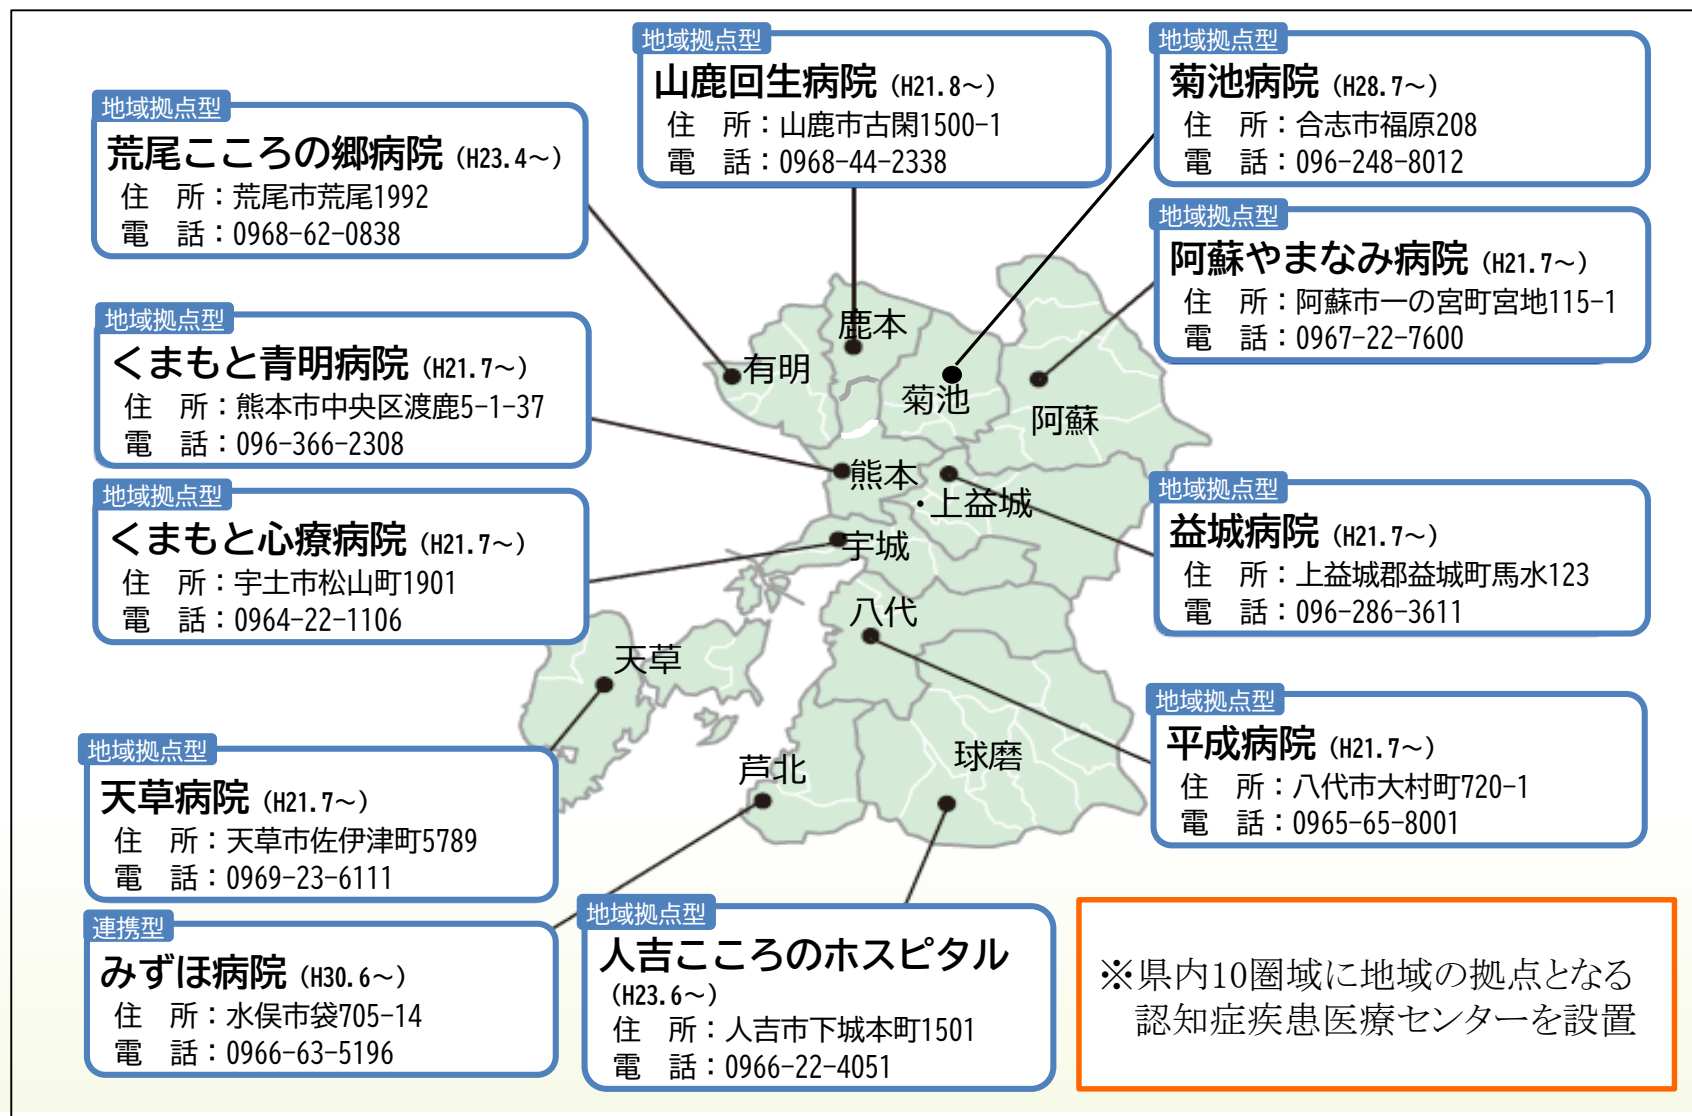 地域拠点型
荒尾こころの郷病院 (H23.4～)
住　所：荒尾市荒尾1992
電　話：0968-62-0838
地域拠点型
山鹿回生病院 (H21.8～)
住　所：山鹿市古閑1500-1
電　話：0968-44-2338
地域拠点型
菊池病院 (H28.7～)
住　所：合志市福原208
電　話：096-248-8012
地域拠点型
阿蘇やまなみ病院 (H21.7～)
住　所：阿蘇市一の宮町宮地115-1
電　話：0967-22-7600
地域拠点型
くまもと青明病院 (H21.7～)
住　所：熊本市中央区渡鹿5-1-37
電　話：096-366-2308
地域拠点型
くまもと心療病院 (H21.7～)
住　所：宇土市松山町1901
電　話：0964-22-1106
鹿本
有明
菊池
阿蘇
熊本
・上益城
宇城
八代
天草
芦北
球磨
地域拠点型
益城病院 (H21.7～)
住　所：上益城郡益城町馬水123
電　話：096-286-3611
地域拠点型
平成病院 (H21.7～)
住　所：八代市大村町720-1
電　話：0965-65-8001
地域拠点型
天草病院 (H21.7～)
住　所：天草市佐伊津町5789
電　話：0969-23-6111
連携型
みずほ病院 (H30.6～)
住　所：水俣市袋705-14
電　話：0966-63-5196
地域拠点型
人吉こころのホスピタル
(H23.6～)
住　所：人吉市下城本町1501
電　話：0966-22-4051
※県内10圏域に地域の拠点となる
認知症疾患医療センターを設置